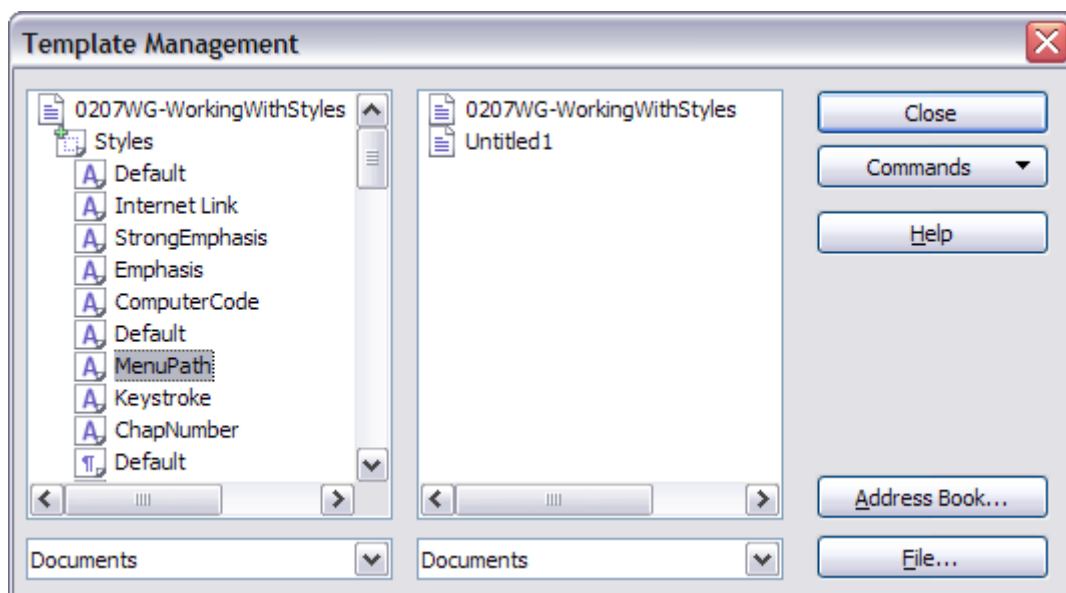 Template Management
0207WG-WorkingWithStyles
Styles
Default
Internet Link
StrongEmphasis
Emphasis
ComputerCode
Default
MenuPath
Keystroke
ChapNumber
Default
Documents
0207WG-WorkingWithStyles
Untitled1
Documents
Close
Commands
Help
Address Book...
File...